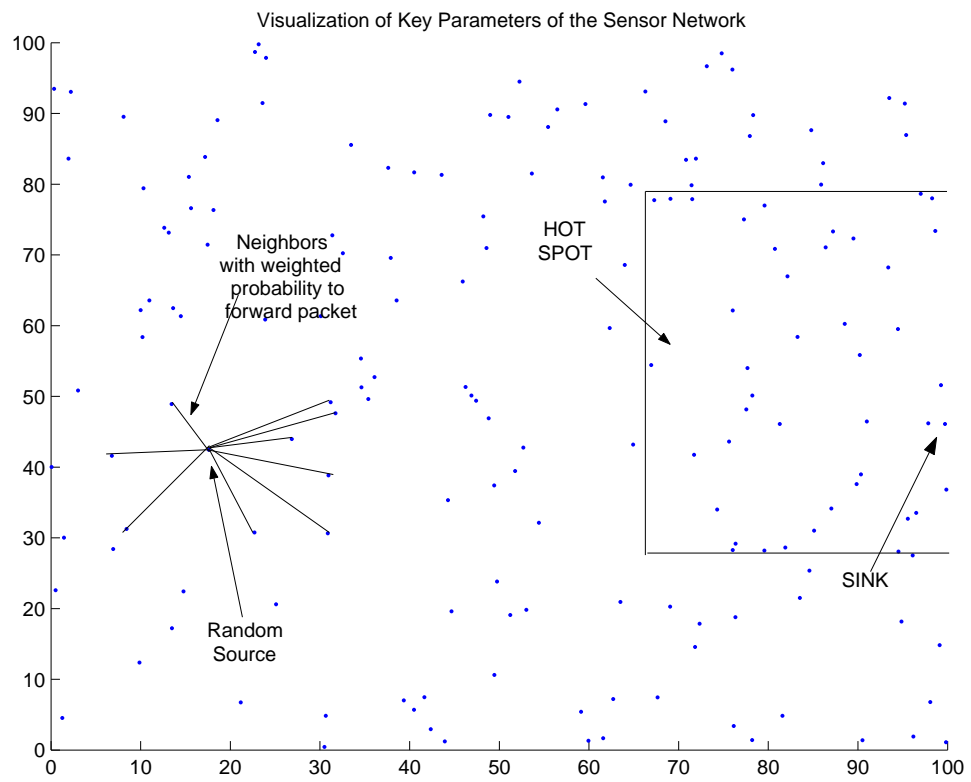 Visualization of Key Parameters of the Sensor Network
100
90
80
70
60
50
40
30
20
10
0
Neighbors
with weighted
probability to
forward packet
HOT
SPOT
SINK
Random
Source
0 10 20 30 40 50 60 70 80 90 100